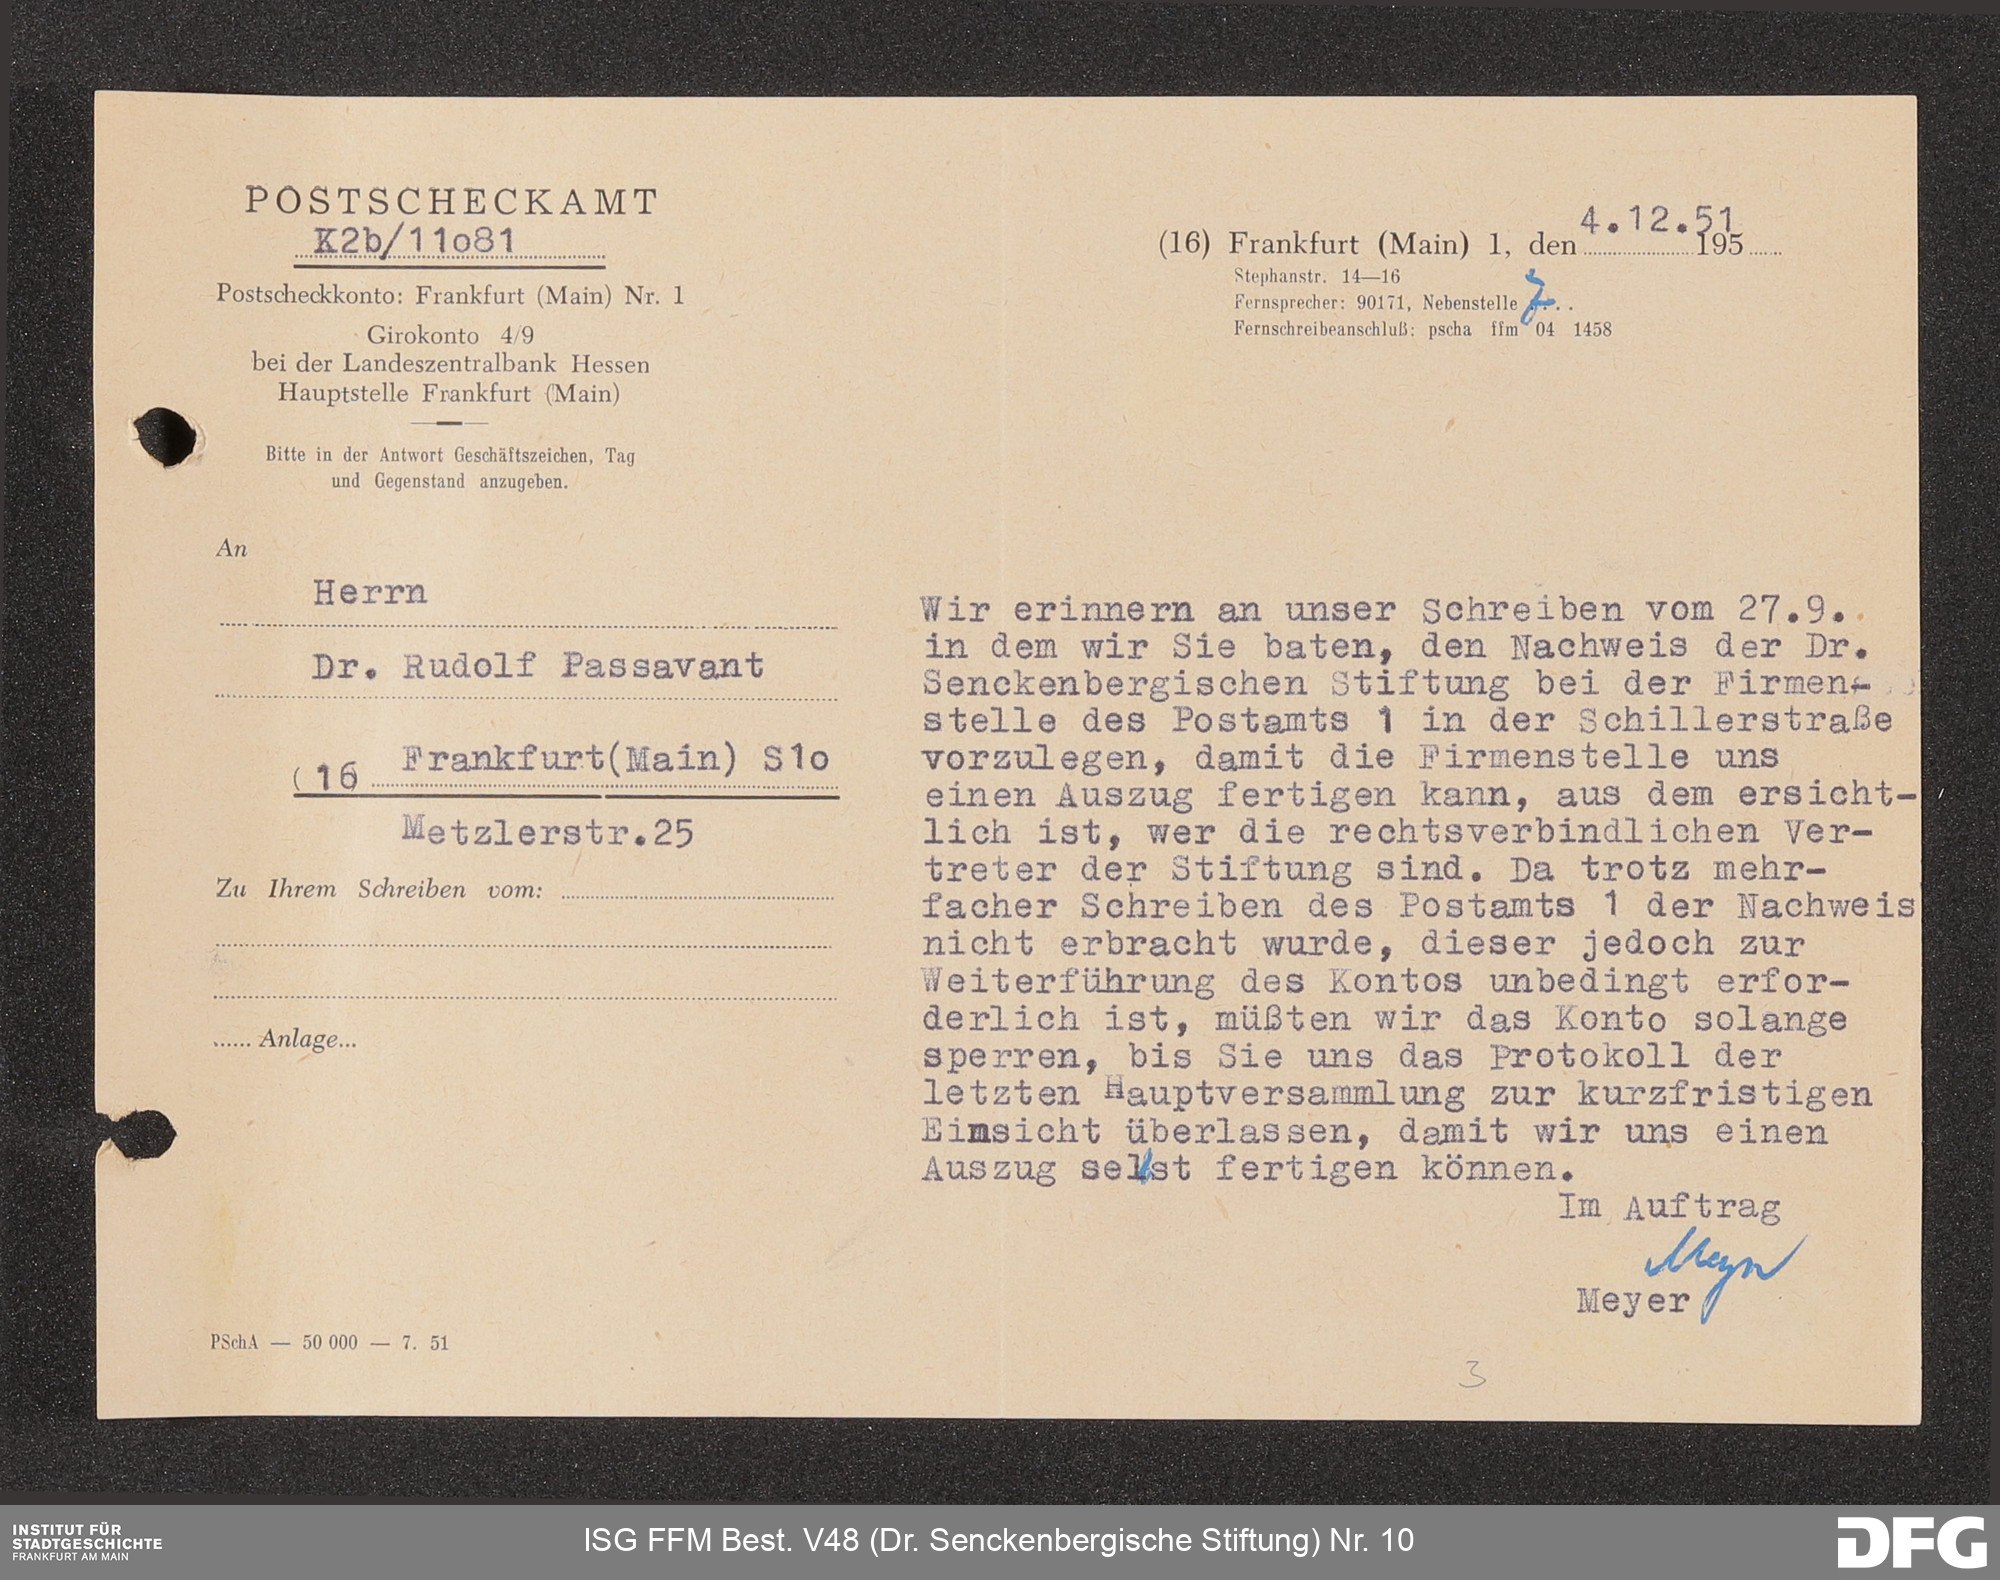 POSTSCHECKAMT
K2b/11o81
Postscheckkonto: Frankfurt (Main) Nr. 1
Girokonto 4/9
bei der Landeszentralbank Hessen
Hauptstelle Frankfurt (Main)
Bitte in der Antwort Geschäftszeichen, Tag
und Gegenstand anzugeben.
An
Herrn
Dr. Rudolf Passavant
(16 Frankfurt(Main) S1o
Metzlerstr.25
Zu Ihrem Schreiben vom:
...... Anlage...
PSchA — 50 000 — 7. 51
4.12.51
(16) Frankfurt (Main) 1, den 195
Stephanstr. 14—16
Fernsprecher: 90171, Nebenstelle
Fernschreibeanschluß: pscha ffm 04 1458
Wir erinnern an unser Schreiben vom 27.9.
in dem wir Sie baten, den Nachweis der Dr.
Senckenbergischen Stiftung bei der Firmen-
stelle des Postamts 1 in der Schillerstraße
vorzulegen, damit die Firmenstelle uns
einen Auszug fertigen kann, aus dem ersicht-
lich ist, wer die rechtsverbindlichen Ver-
treter der Stiftung sind. Da trotz mehr-
facher Schreiben des Postamts 1 der Nachweis
nicht erbracht wurde, dieser jedoch zur
Weiterführung des Kontos unbedingt erfor-
derlich ist, müßten wir das Konto solange
sperren, bis Sie uns das Protokoll der
letzten Hauptversammlung zur kurzfristigen
Einsicht überlassen, damit wir uns einen
Auszug selbst fertigen können.
Im Auftrag
Meyer
Meyer
3
INSTITUT FÜR
STADTGESCHICHTE
FRANKFURT AM MAIN
ISG FFM Best. V48 (Dr. Senckenbergische Stiftung) Nr. 10
DFG